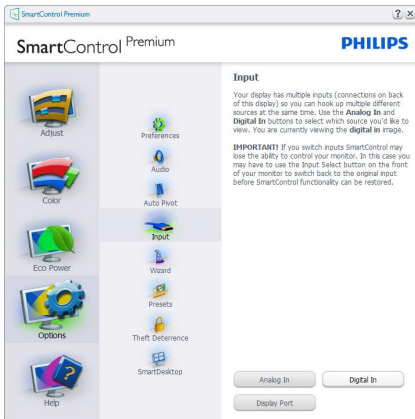 SmartControl Premium
SmartControl Premium
PHILIPS
Adjust
Color
Eco Power
Options
Help
Preferences
Audio
Auto Pivot
Input
Wizard
Presets
Theft Deterrence
SmartDesktop
Input
Your display has multiple inputs (connections on back
of this display) so you can hook up multiple different
sources at the same time. Use the Analog In and
Digital In buttons to select which source you'd like to
view. You are currently viewing the digital in image.
IMPORTANT! If you switch inputs SmartControl may
lose the ability to control your monitor. In this case you
may have to use the Input Select button on the front
of your monitor to switch back to the original input
before SmartControl functionality can be restored.
Analog In
Digital In
Display Port